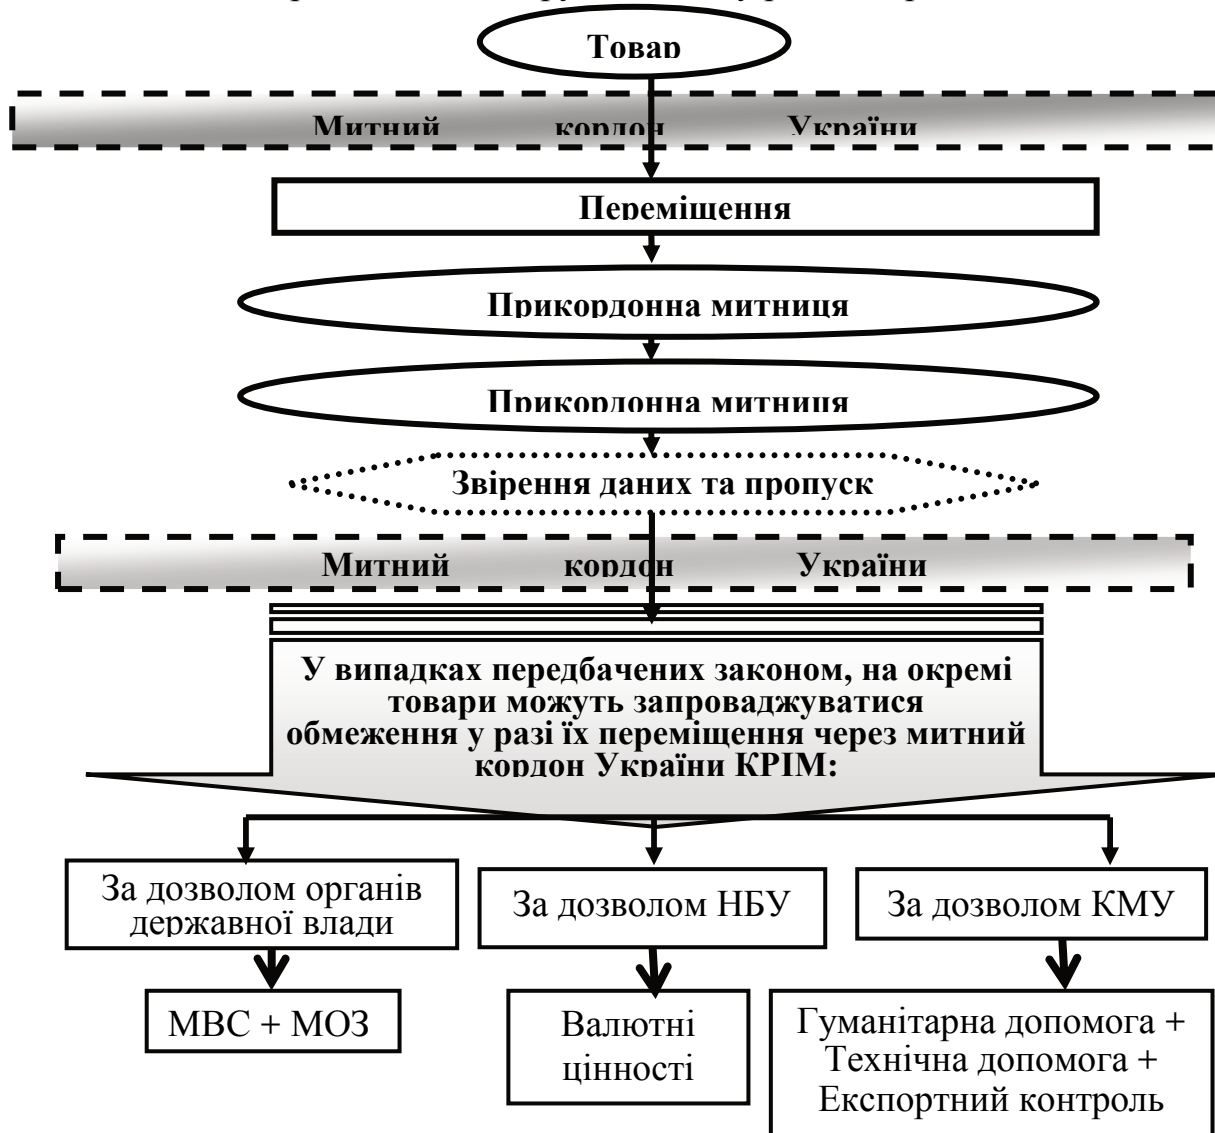 Товар
Митний кордон України
Переміщення
Прикордонна митниця
Прикордонна митниця
Звірення даних та пропуск
Митний кордон України
У випадках передбачених законом, на окремі
товари можуть запроваджуватися
обмеження у разі їх переміщення через митний
кордон України КРІМ:
За дозволом органів
державної влади
За дозволом НБУ
За дозволом КМУ
МВС + МОЗ
Валютні
цінності
Гуманітарна допомога +
Технічна допомога +
Експортний контроль